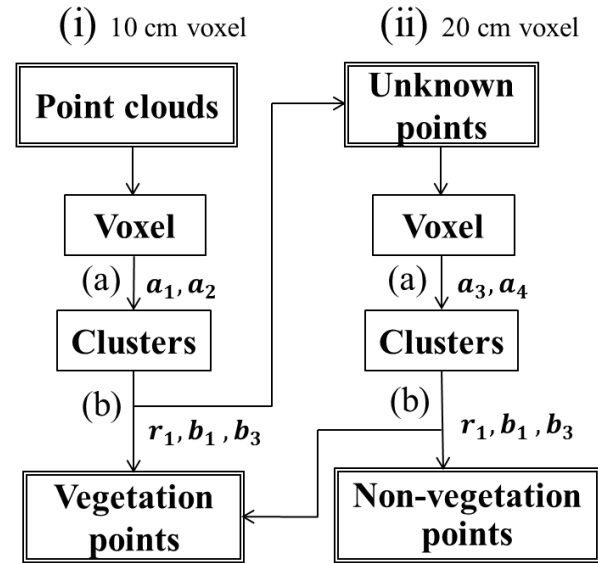 (i) 10 cm voxel
Point clouds
Voxel
(a) a₁, a₂
Clusters
(b)
r₁, b₁, b₃
Vegetation
points
(ii) 20 cm voxel
Unknown
points
Voxel
(a) a₃, a₄
Clusters
(b)
r₁, b₁, b₃
Non-vegetation
points